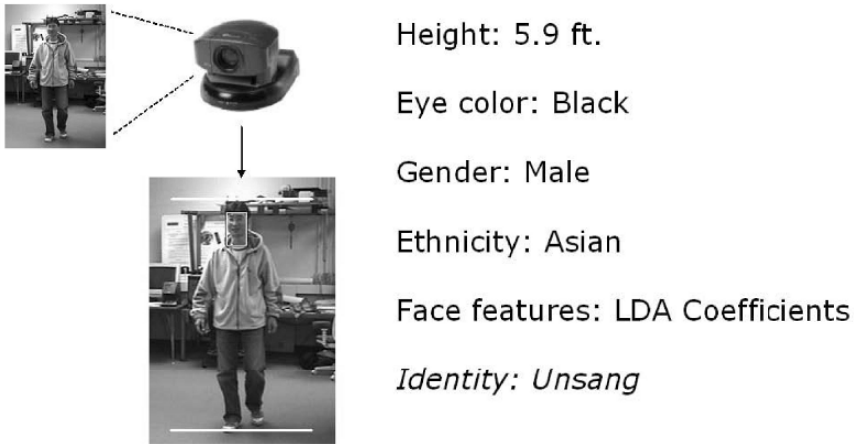 Height: 5.9 ft.
Eye color: Black
Gender: Male
Ethnicity: Asian
Face features: LDA Coefficients
Identity: Unsang